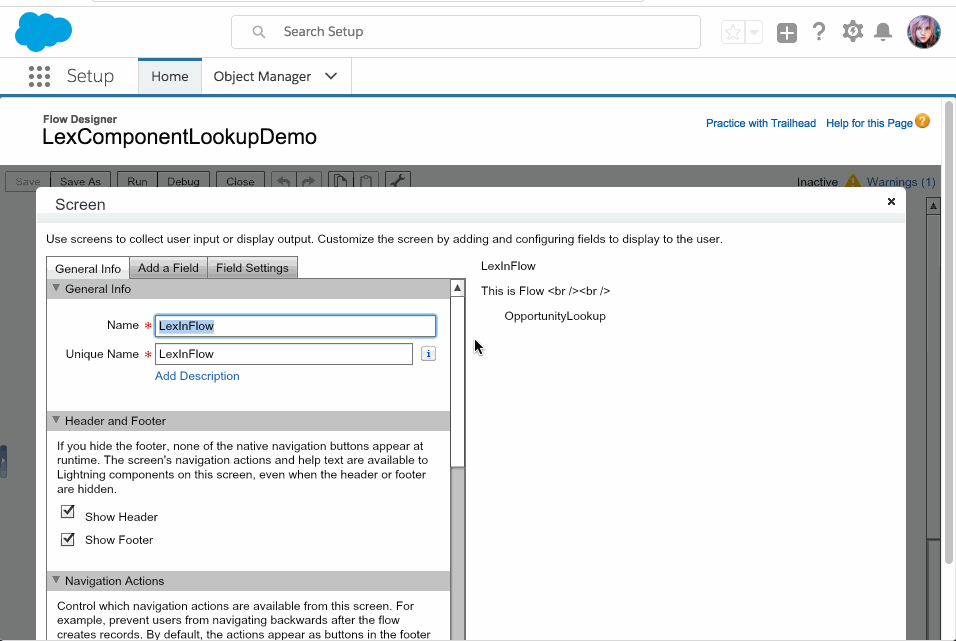 Search Setup
Setup
Home
Object Manager
Flow Designer
LexComponentLookupDemo
Practice with Trailhead
Help for this Page
Save
Save As
Run
Debug
Close
Inactive
Warnings (1)
Screen
Use screens to collect user input or display output. Customize the screen by adding and configuring fields to display to the user.
General Info
Add a Field
Field Settings
General Info
Name * LexInFlow
Unique Name * LexInFlow
Add Description
Header and Footer
If you hide the footer, none of the native navigation buttons appear at
runtime. The screen's navigation actions and help text are available to
Lightning components on this screen, even when the header or footer
are hidden.
Show Header
Show Footer
Navigation Actions
Control which navigation actions are available from this screen. For
example, prevent users from navigating backwards after the flow
creates records. By default, the actions appear as buttons in the footer
LexInFlow
This is Flow <br /><br />
OpportunityLookup